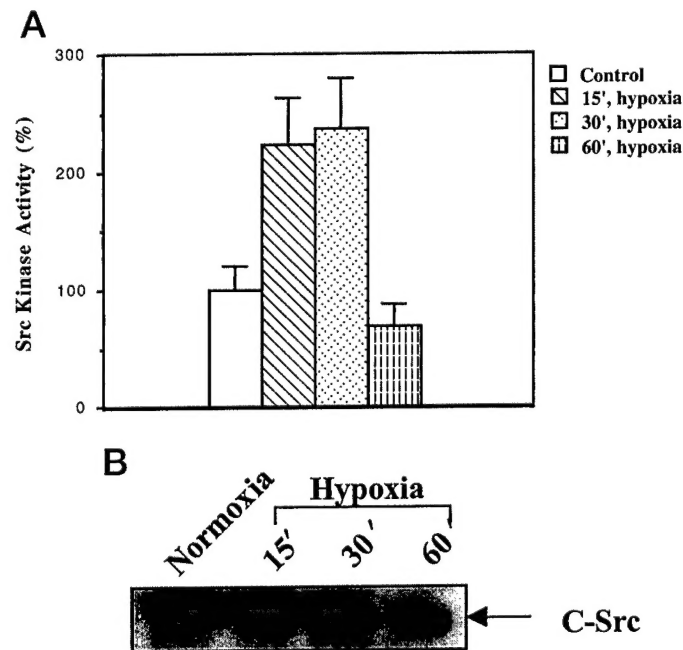 A
300
200
100
0
Src Kinase Activity (%)
Control
15', hypoxia
30', hypoxia
60', hypoxia
B
Normoxia
Hypoxia
15'
30'
60'
C-Src